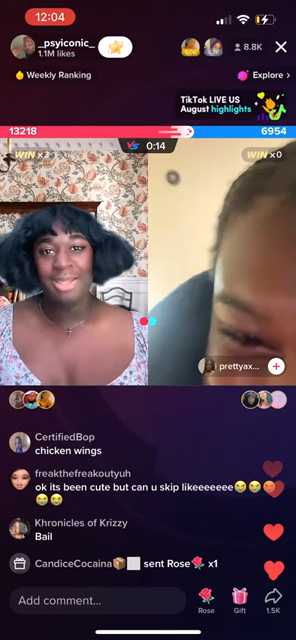 12:04
_psyiconic_
1.1M likes
8.8K
Weekly Ranking
Explore >
TikTok LIVE US
August highlights
13218
6954
VS 0:14
WIN ×3
WIN ×0
prettyax...
CertifiedBop
chicken wings
freakthefreakoutyuh
ok its been cute but can u skip likeeeeeee😭😭😡
😭😭
Khronicles of Krizzy
Bail
CandiceCocaina📦⬜ sent Rose🌹 x1
Add comment...
Rose
Gift
1.5K